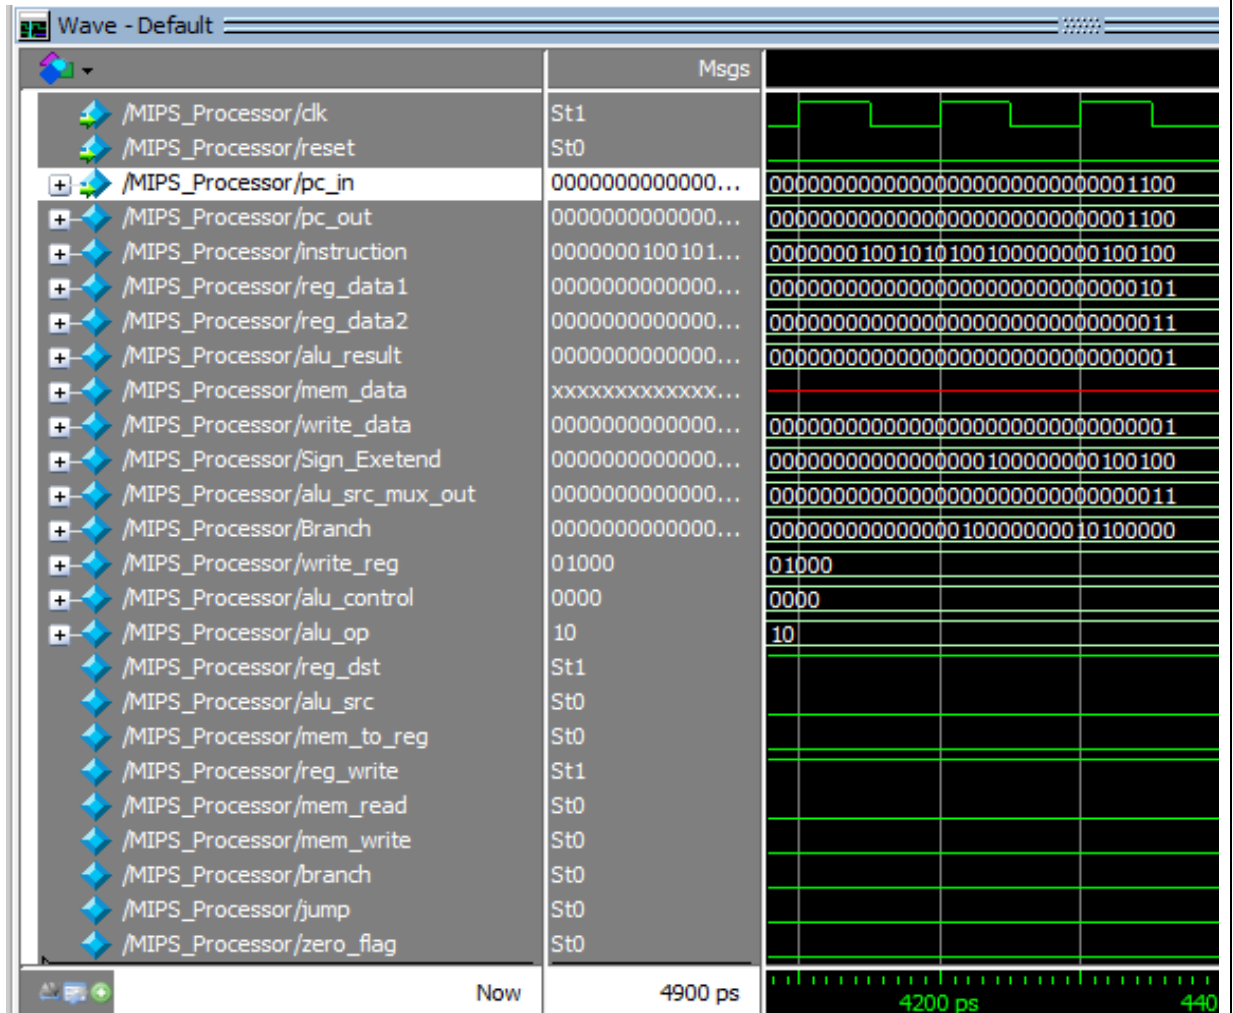 Wave - Default
Msgs
/MIPS_Processor/clk St1
/MIPS_Processor/reset St0
/MIPS_Processor/pc_in 0000000000000... 00000000000000000000000000001100
/MIPS_Processor/pc_out 0000000000000... 00000000000000000000000000001100
/MIPS_Processor/instruction 0000000100101... 00000001001010100100000000100100
/MIPS_Processor/reg_data1 0000000000000... 00000000000000000000000000000101
/MIPS_Processor/reg_data2 0000000000000... 00000000000000000000000000000011
/MIPS_Processor/alu_result 0000000000000... 00000000000000000000000000000001
/MIPS_Processor/mem_data xxxxxxxxxxxxx...
/MIPS_Processor/write_data 0000000000000... 00000000000000000000000000000001
/MIPS_Processor/Sign_Exetend 0000000000000... 00000000000000000100000000100100
/MIPS_Processor/alu_src_mux_out 0000000000000... 00000000000000000000000000000011
/MIPS_Processor/Branch 0000000000000... 00000000000000010000000010100000
/MIPS_Processor/write_reg 01000 01000
/MIPS_Processor/alu_control 0000 0000
/MIPS_Processor/alu_op 10 10
/MIPS_Processor/reg_dst St1
/MIPS_Processor/alu_src St0
/MIPS_Processor/mem_to_reg St0
/MIPS_Processor/reg_write St1
/MIPS_Processor/mem_read St0
/MIPS_Processor/mem_write St0
/MIPS_Processor/branch St0
/MIPS_Processor/jump St0
/MIPS_Processor/zero_flag St0
Now 4900 ps 4200 ps 440